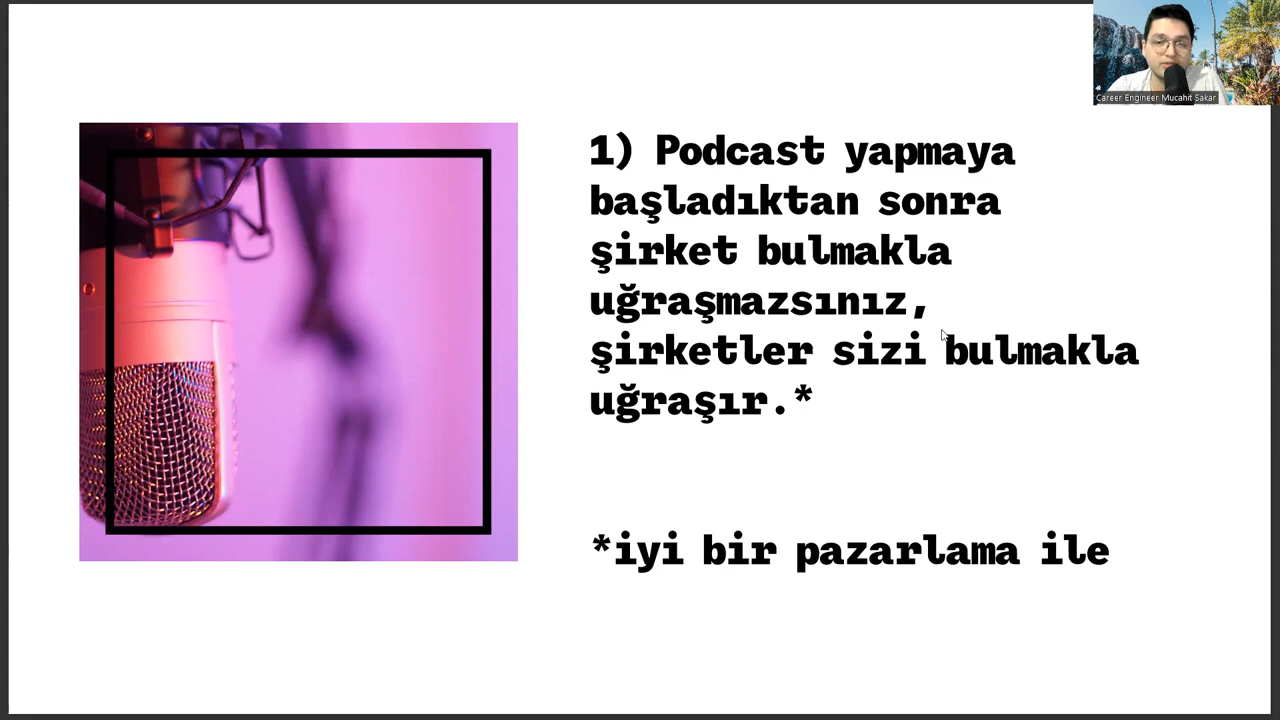 1) Podcast yapmaya
başladıktan sonra
şirket bulmakla
uğraşmazsınız,
şirketler sizi bulmakla
uğraşır.*
*iyi bir pazarlama ile
Career Engineer Mucahit Sakar